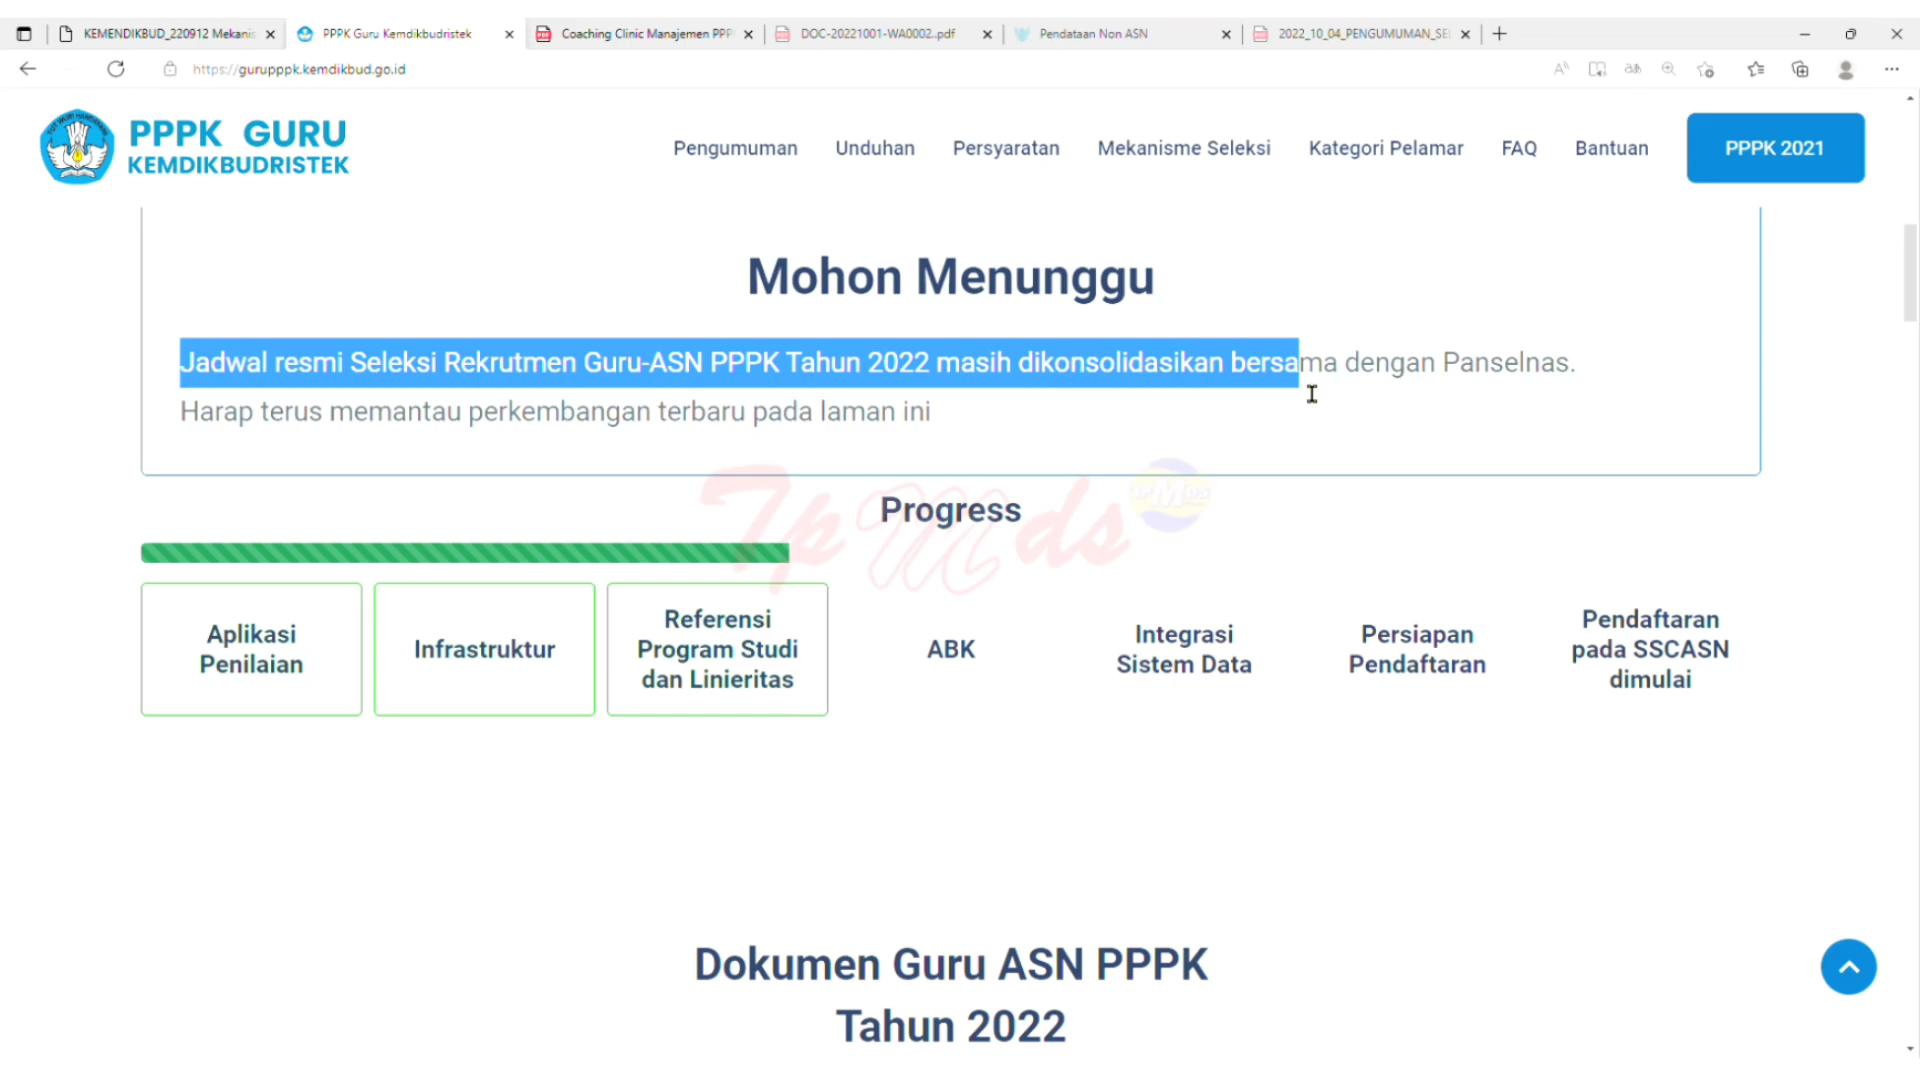 KEMENDIKBUD_220912 Mekanis
PPPK Guru Kemdikbudristek
Coaching Clinic Manajemen PPP
DOC-20221001-WA0002..pdf
Pendataan Non ASN
2022_10_04_PENGUMUMAN_SE
https://gurupppk.kemdikbud.go.id
PPPK GURU
KEMDIKBUDRISTEK
Pengumuman
Unduhan
Persyaratan
Mekanisme Seleksi
Kategori Pelamar
FAQ
Bantuan
PPPK 2021
Mohon Menunggu
Jadwal resmi Seleksi Rekrutmen Guru-ASN PPPK Tahun 2022 masih dikonsolidasikan bersama dengan Panselnas.
Harap terus memantau perkembangan terbaru pada laman ini
TpMds
Progress
Aplikasi
Penilaian
Infrastruktur
Referensi
Program Studi
dan Linieritas
ABK
Integrasi
Sistem Data
Persiapan
Pendaftaran
Pendaftaran
pada SSCASN
dimulai
Dokumen Guru ASN PPPK
Tahun 2022